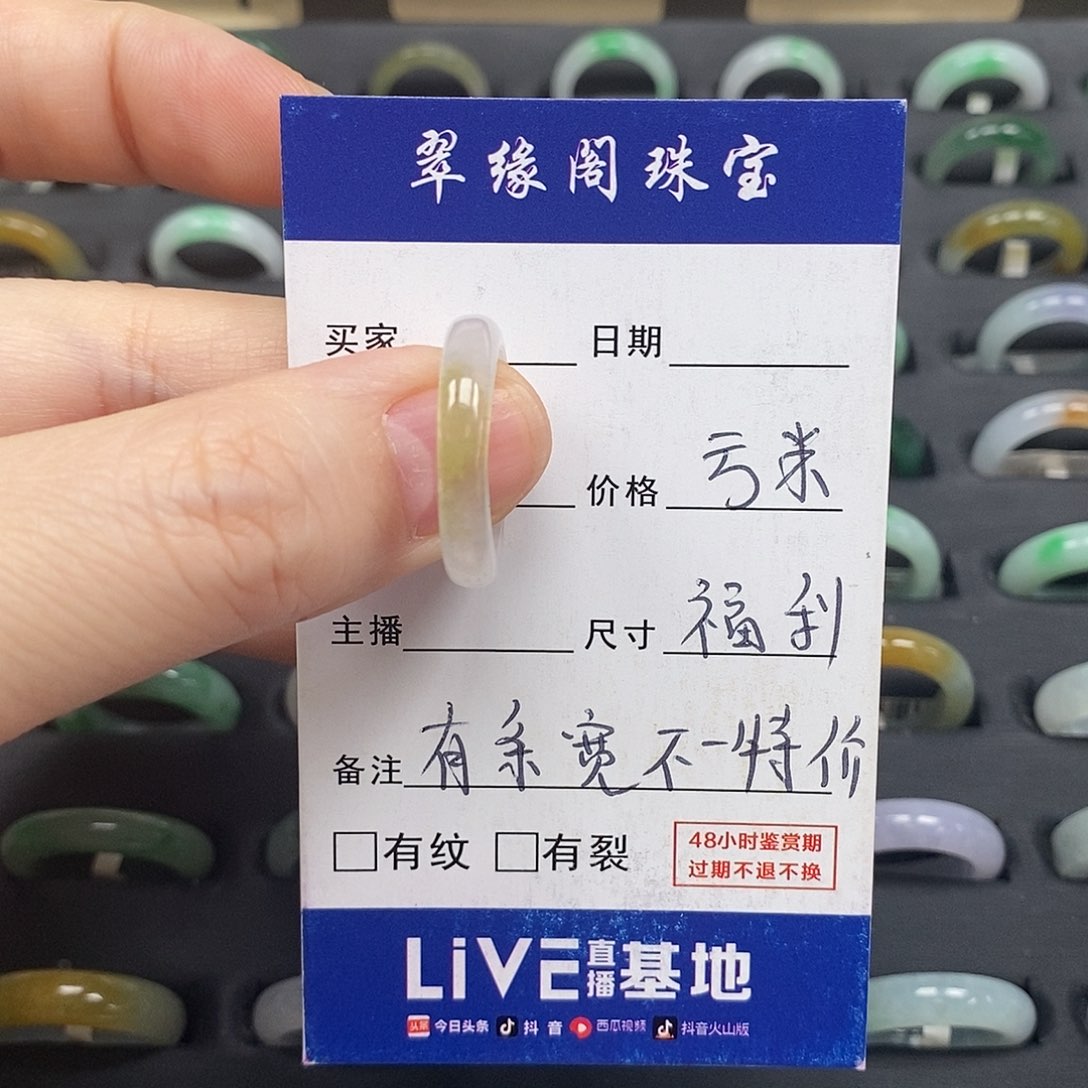 翠缘阁珠宝
买家 日期
价格 亏米
主播 尺寸 福利
备注 有杂宽不一特价
有纹 有裂
48小时鉴赏期
过期不退不换
LiVE直播基地
头条 今日头条 抖音 西瓜视频 抖音火山版